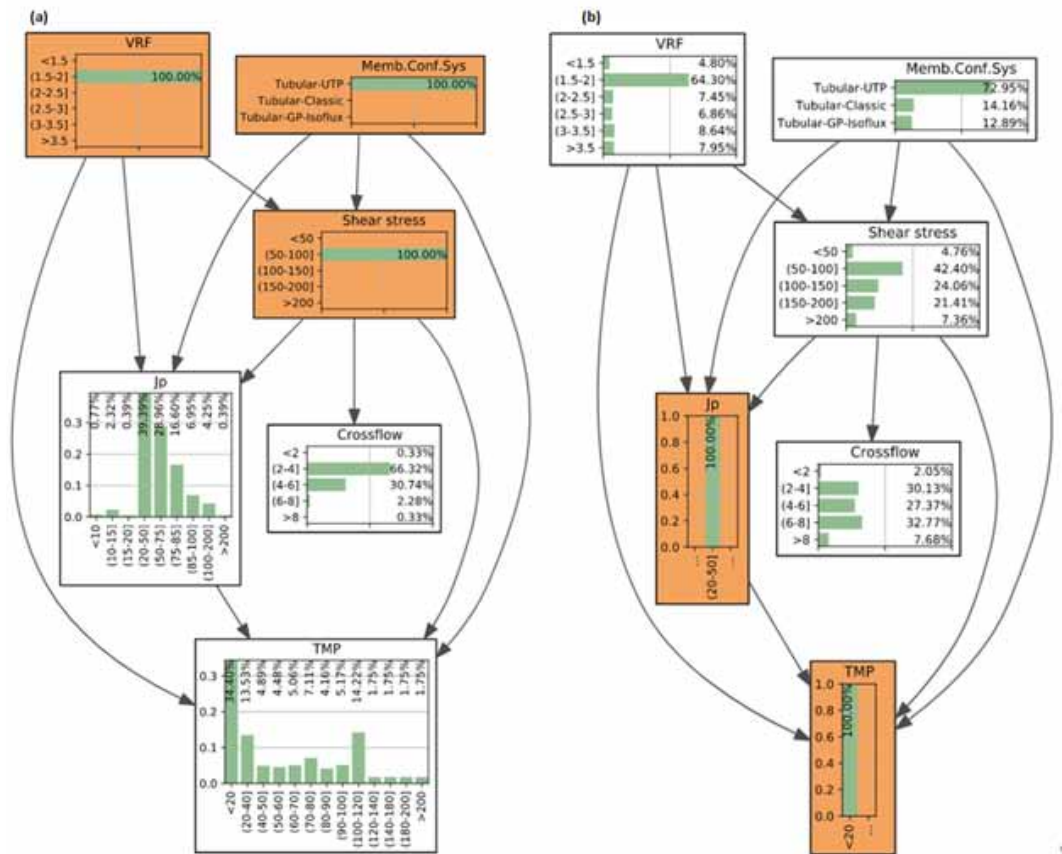 (a)
VRF
<1.5
(1.5-2] 100.00%
(2-2.5]
(2.5-3]
(3-3.5]
>3.5
Memb.Conf.Sys
Tubular-UTP 100.00%
Tubular-Classic
Tubular-GP-Isoflux
Shear stress
<50
(50-100] 100.00%
(100-150]
(150-200]
>200
Jp
0.77% 2.32% 0.39% 39.39% 28.96% 16.60% 6.95% 4.25% 0.39%
0.3
0.2
0.1
0.0
<10 (10-15] (15-20] (20-50] (50-75] (75-85] (85-100] (100-200] >200
Crossflow
<2 0.33%
(2-4] 66.32%
(4-6] 30.74%
(6-8] 2.28%
>8 0.33%
TMP
34.40% 13.53% 4.89% 4.48% 5.06% 7.11% 4.16% 5.17% 14.22% 1.75% 1.75% 1.75% 1.75%
0.3
0.2
0.1
0.0
<20 (20-40] (40-50] (50-60] (60-70] (70-80] (80-90] (90-100] (100-120] (120-140] (140-180] (180-200] >200
(b)
VRF
<1.5 4.80%
(1.5-2] 64.30%
(2-2.5] 7.45%
(2.5-3] 6.86%
(3-3.5] 8.64%
>3.5 7.95%
Memb.Conf.Sys
Tubular-UTP 72.95%
Tubular-Classic 14.16%
Tubular-GP-Isoflux 12.89%
Shear stress
<50 4.76%
(50-100] 42.40%
(100-150] 24.06%
(150-200] 21.41%
>200 7.36%
Jp
100.00%
1.0
0.8
0.6
0.4
0.2
0.0
... (20-50] ...
Crossflow
<2 2.05%
(2-4] 30.13%
(4-6] 27.37%
(6-8] 32.77%
>8 7.68%
TMP
100.00%
1.0
0.8
0.6
0.4
0.2
0.0
<20 ...